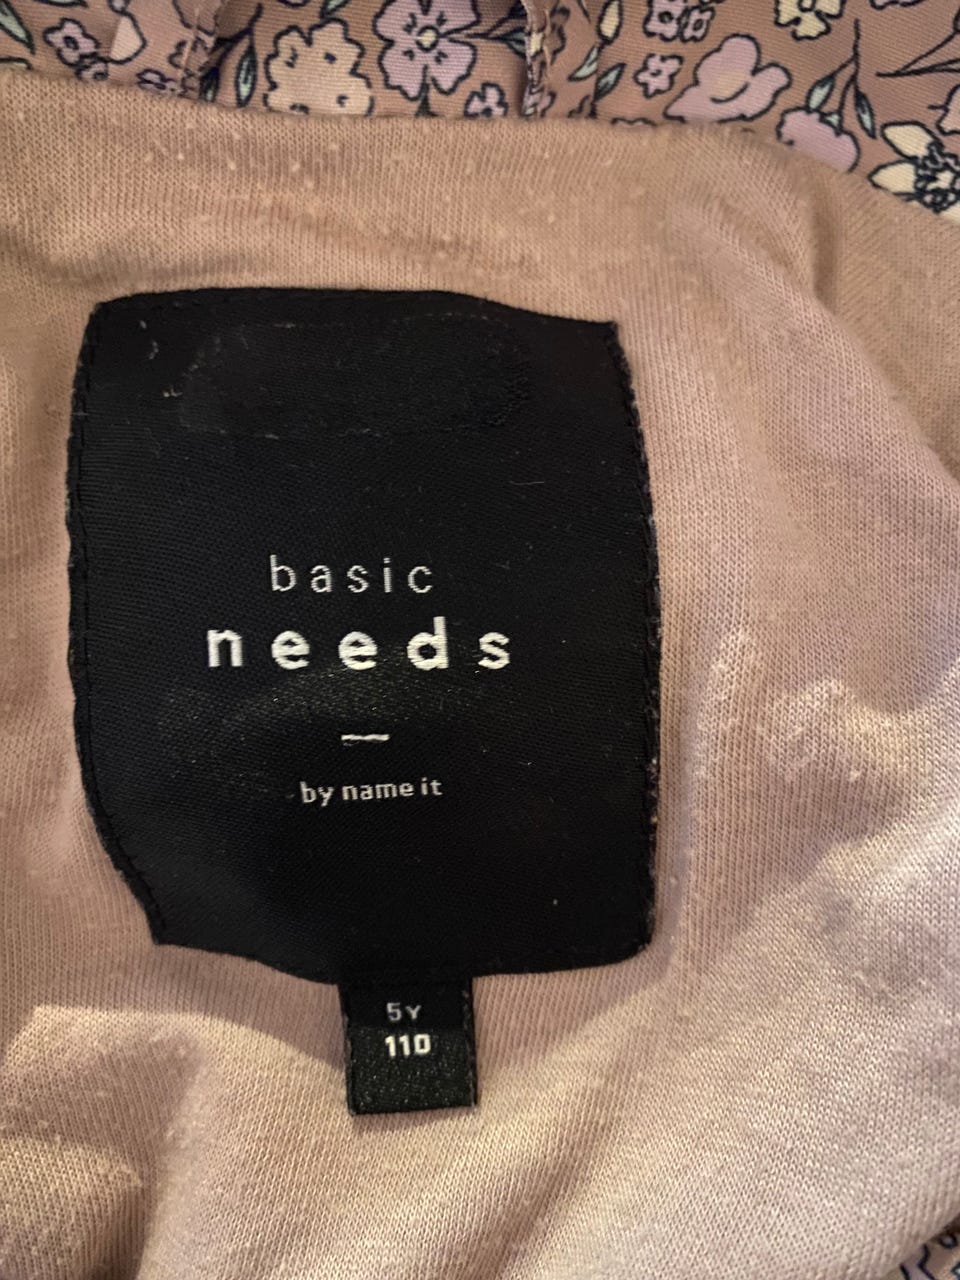 basic
needs
by name it
5Y
110